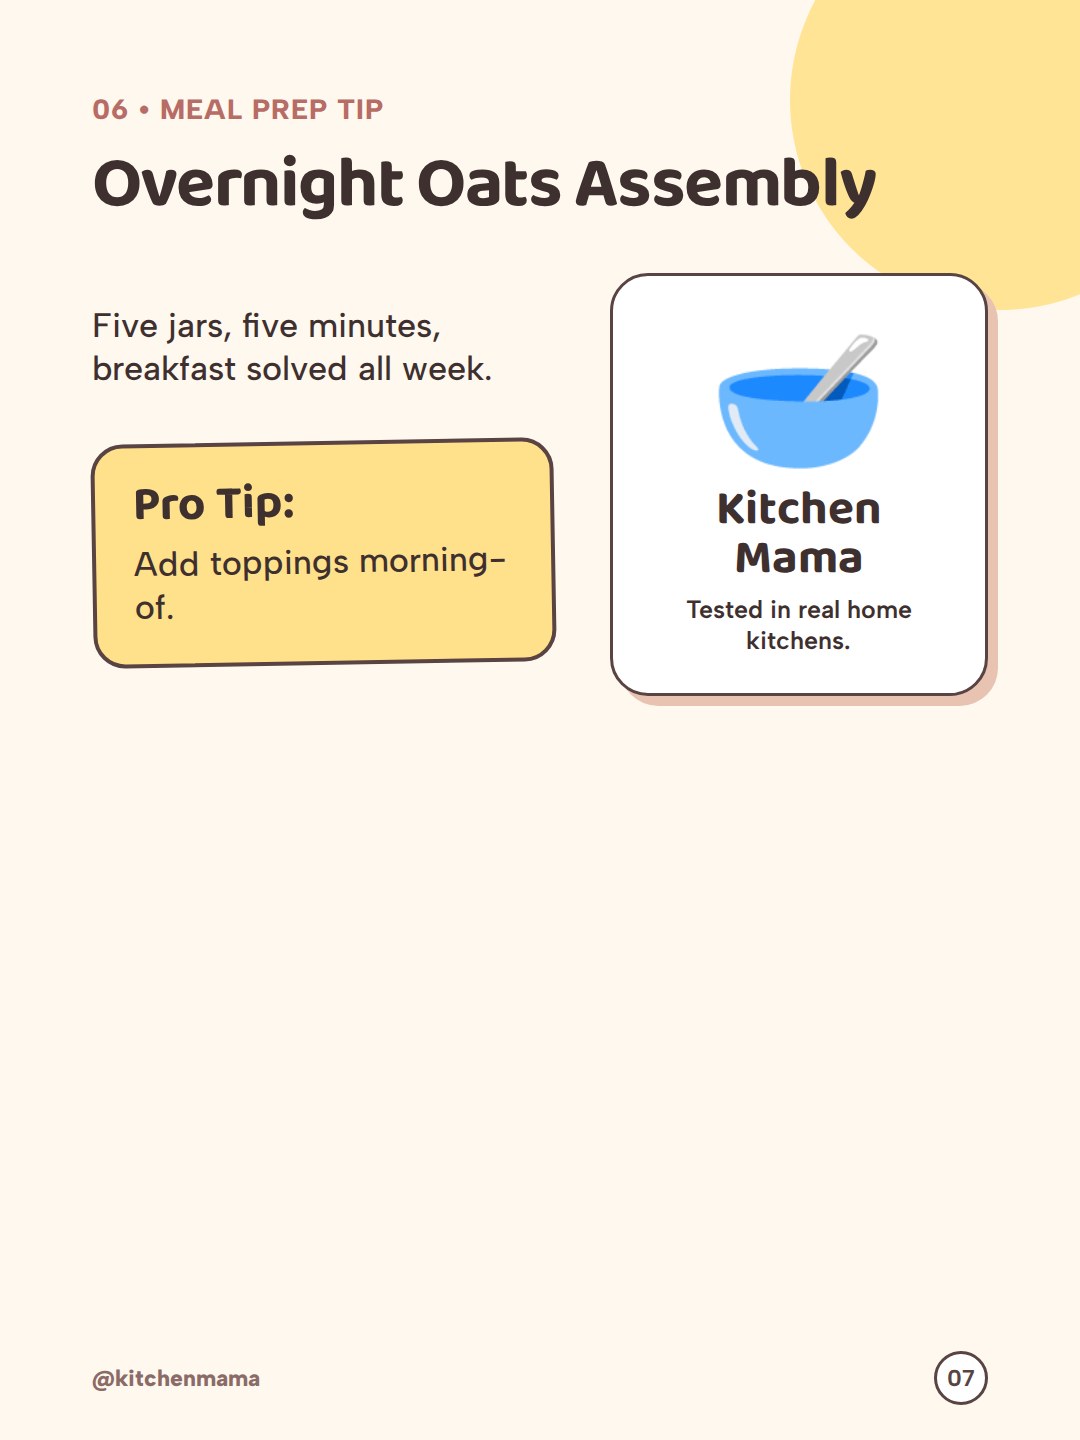 06 • MEAL PREP TIP
Overnight Oats Assembly
Five jars, five minutes,
breakfast solved all week.
Pro Tip:
Add toppings morning-
of.
Kitchen
Mama
Tested in real home
kitchens.
@kitchenmama
07